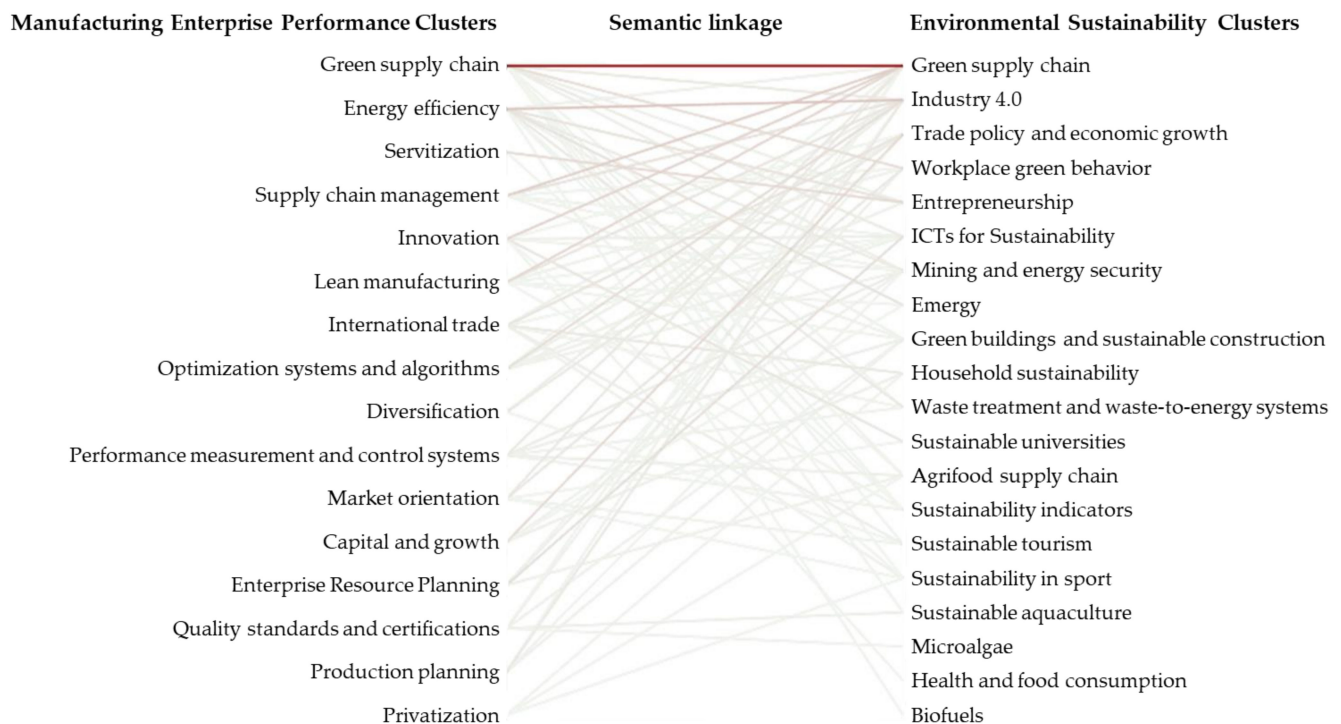 Manufacturing Enterprise Performance Clusters
Semantic linkage
Environmental Sustainability Clusters
Green supply chain
Energy efficiency
Servitization
Supply chain management
Innovation
Lean manufacturing
International trade
Optimization systems and algorithms
Diversification
Performance measurement and control systems
Market orientation
Capital and growth
Enterprise Resource Planning
Quality standards and certifications
Production planning
Privatization
Green supply chain
Industry 4.0
Trade policy and economic growth
Workplace green behavior
Entrepreneurship
ICTs for Sustainability
Mining and energy security
Emergy
Green buildings and sustainable construction
Household sustainability
Waste treatment and waste-to-energy systems
Sustainable universities
Agrifood supply chain
Sustainability indicators
Sustainable tourism
Sustainability in sport
Sustainable aquaculture
Microalgae
Health and food consumption
Biofuels